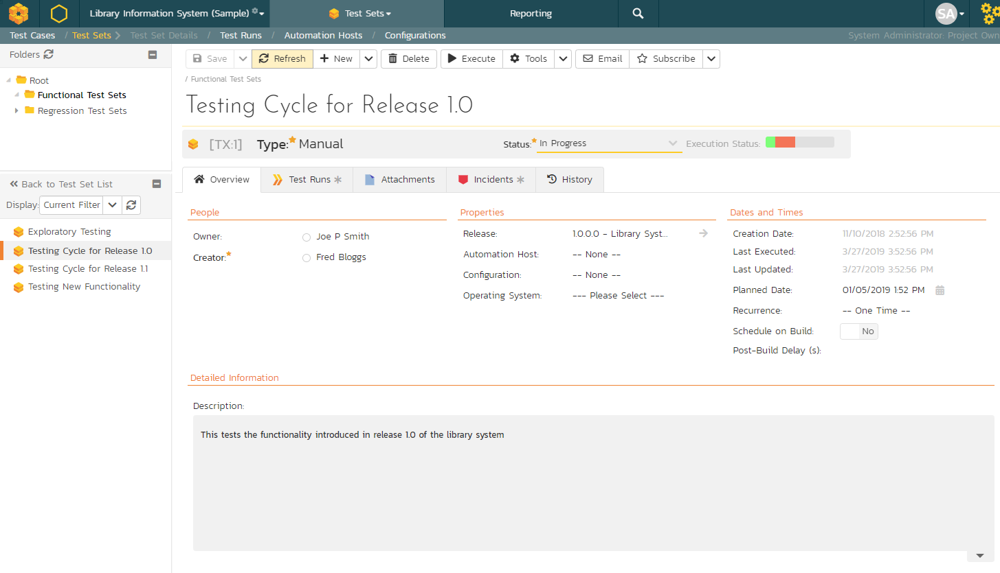 Library Information System (Sample)
Test Sets
Reporting
SA
Test Cases / Test Sets > Test Set Details / Test Runs / Automation Hosts / Configurations
System Administrator: Project Own
Folders
Root
Functional Test Sets
Regression Test Sets
Back to Test Set List
Display: Current Filter
Exploratory Testing
Testing Cycle for Release 1.0
Testing Cycle for Release 1.1
Testing New Functionality
Save Refresh New Delete Execute Tools Email Subscribe
/ Functional Test Sets
Testing Cycle for Release 1.0
[TX:1] Type: Manual Status: In Progress Execution Status:
Overview Test Runs Attachments Incidents History
People
Owner: Joe P Smith
Creator: Fred Bloggs
Properties
Release: 1.0.0.0 - Library Syst...
Automation Host: -- None --
Configuration: -- None --
Operating System: --- Please Select ---
Dates and Times
Creation Date: 11/10/2018 2:52:56 PM
Last Executed: 3/27/2019 3:52:56 PM
Last Updated: 3/27/2019 3:52:56 PM
Planned Date: 01/05/2019 1:52 PM
Recurrence: -- One Time --
Schedule on Build: No
Post-Build Delay (s):
Detailed Information
Description:
This tests the functionality introduced in release 1.0 of the library system